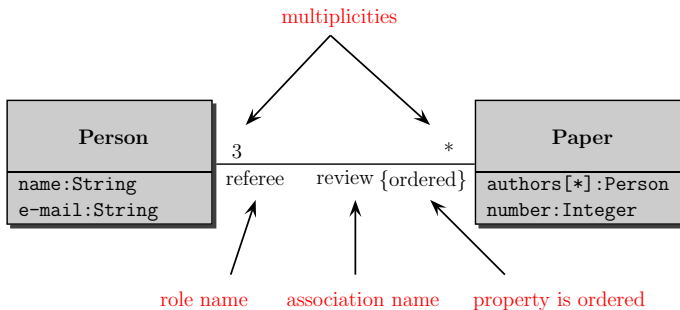 multiplicities
Person
Paper
3
*
referee
review
{ordered}
name:String
e-mail:String
authors[*]:Person
number:Integer
role name
association name
property is ordered